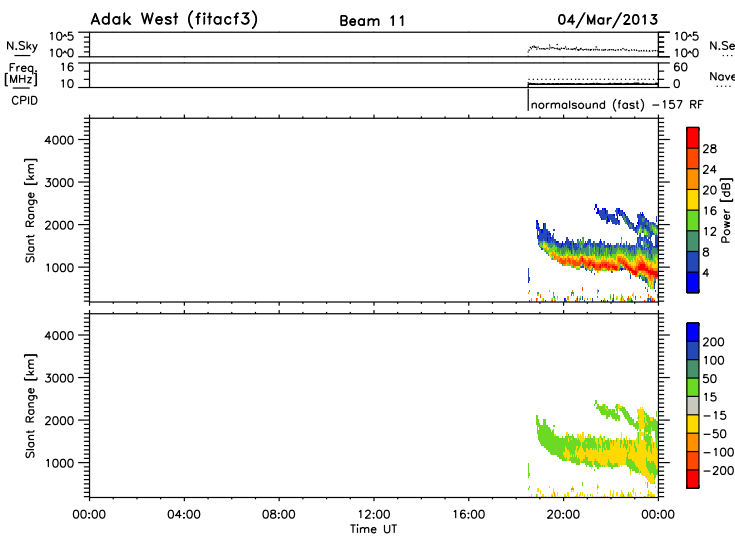 Adak West (fitacf3) Beam 11 04/Mar/2013
10^5 10^5
N.Sky N.Se
10^0 10^0
16 60
Freq.
[MHz] Nave
10 0
CPID normalsound (fast) -157 RF
4000
3000
2000
1000
Slant Range [km]
28
24
20
16
12
8
4
Power [dB]
4000
3000
2000
1000
Slant Range [km]
200
100
50
15
-15
-50
-100
-200
00:00 04:00 08:00 12:00 16:00 20:00 00:00
Time UT